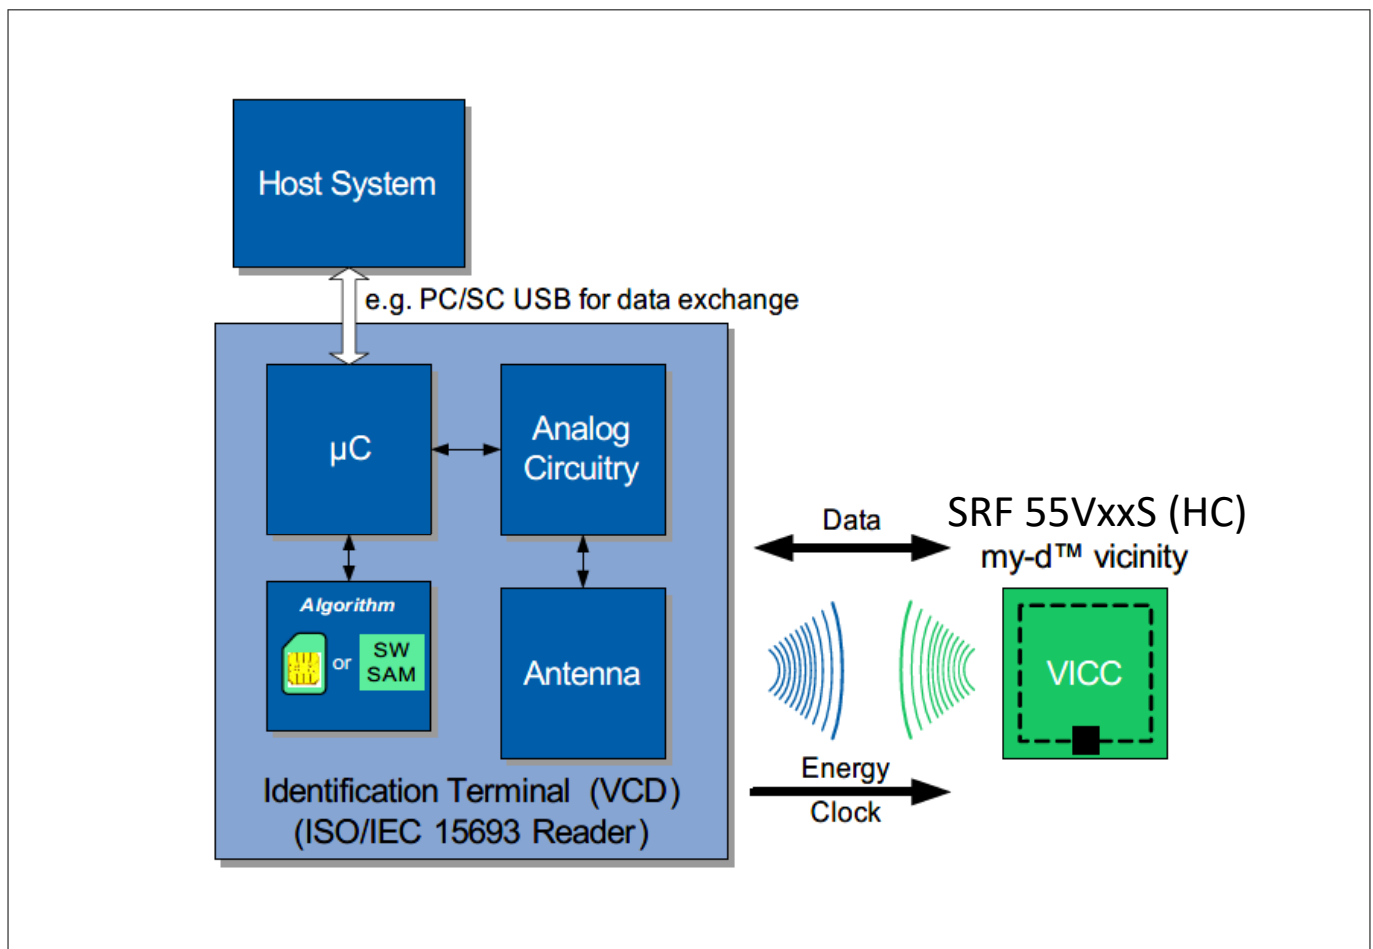 Host System
e.g. PC/SC USB for data exchange
µC
Analog
Circuitry
Algorithm
or
SW
SAM
Antenna
Identification Terminal (VCD)
(ISO/IEC 15693 Reader)
Data
SRF 55VxxS (HC)
my-d™ vicinity
VICC
Energy
Clock